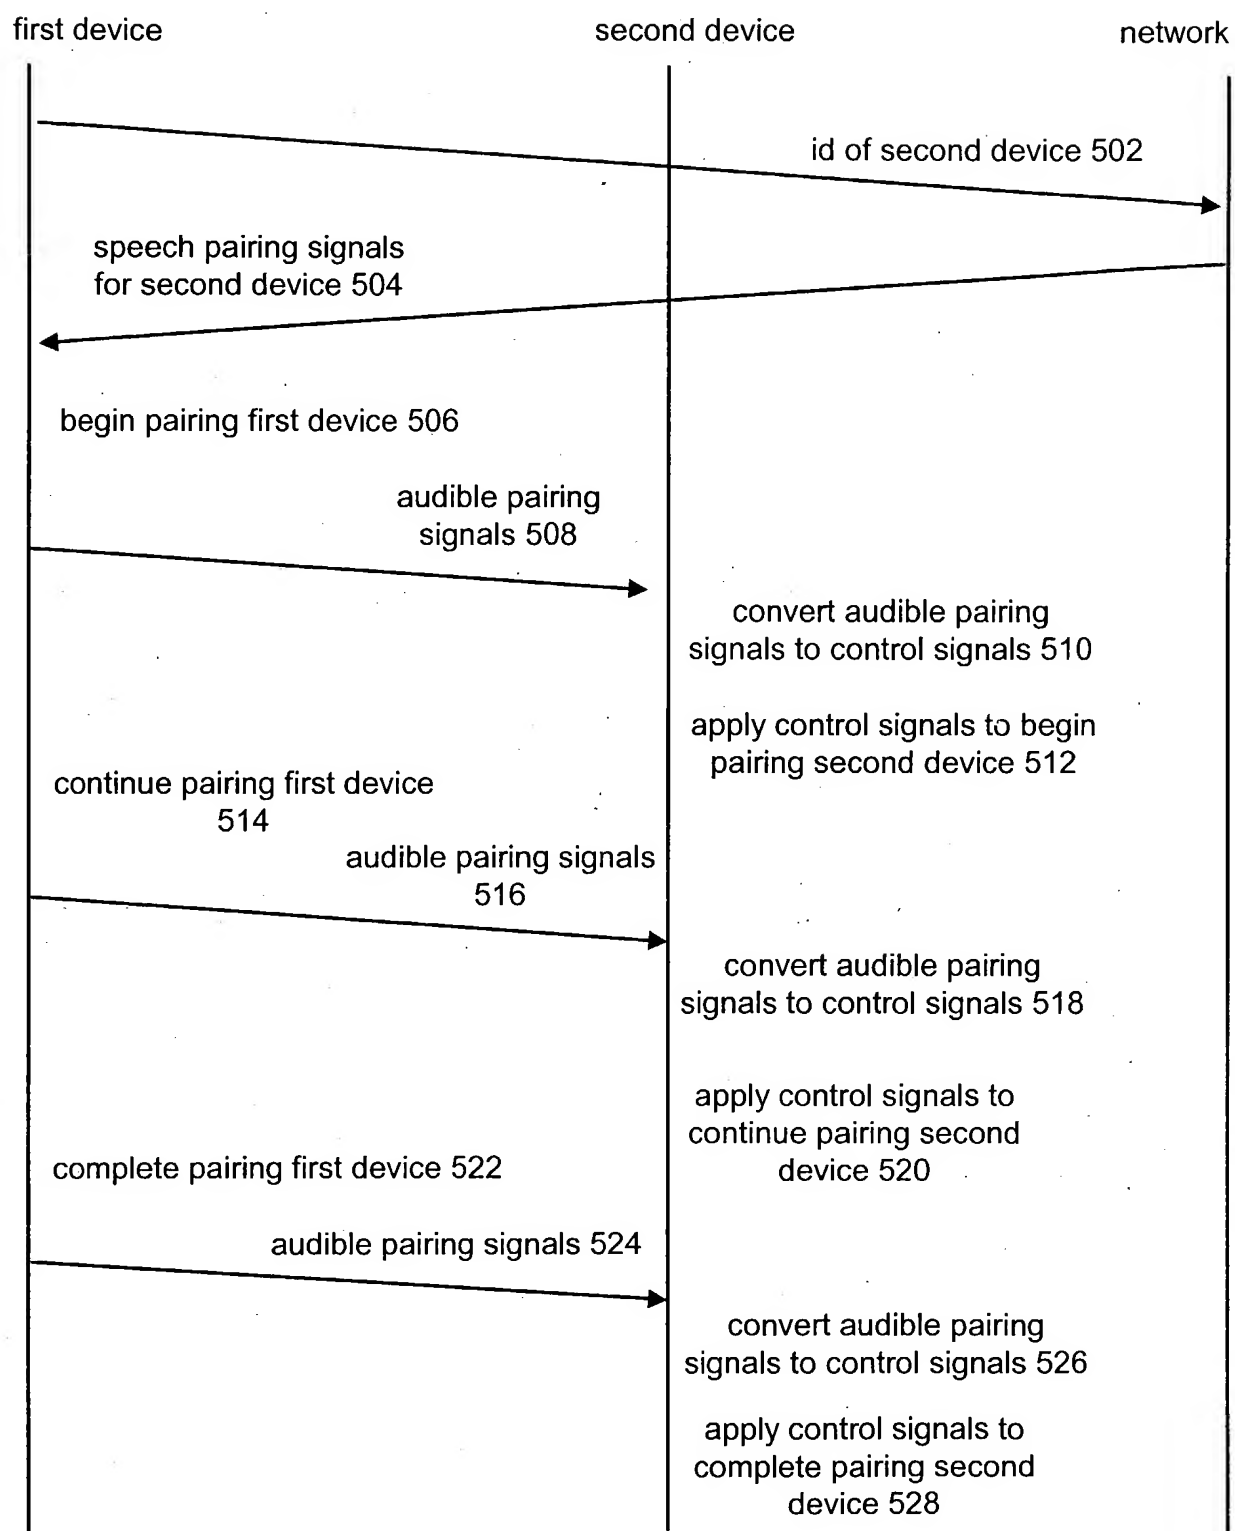 first device
second device
network
id of second device 502
speech pairing signals
for second device 504
begin pairing first device 506
audible pairing
signals 508
convert audible pairing
signals to control signals 510
apply control signals to begin
pairing second device 512
continue pairing first device
514
audible pairing signals
516
convert audible pairing
signals to control signals 518
apply control signals to
continue pairing second
device 520
complete pairing first device 522
audible pairing signals 524
convert audible pairing
signals to control signals 526
apply control signals to
complete pairing second
device 528